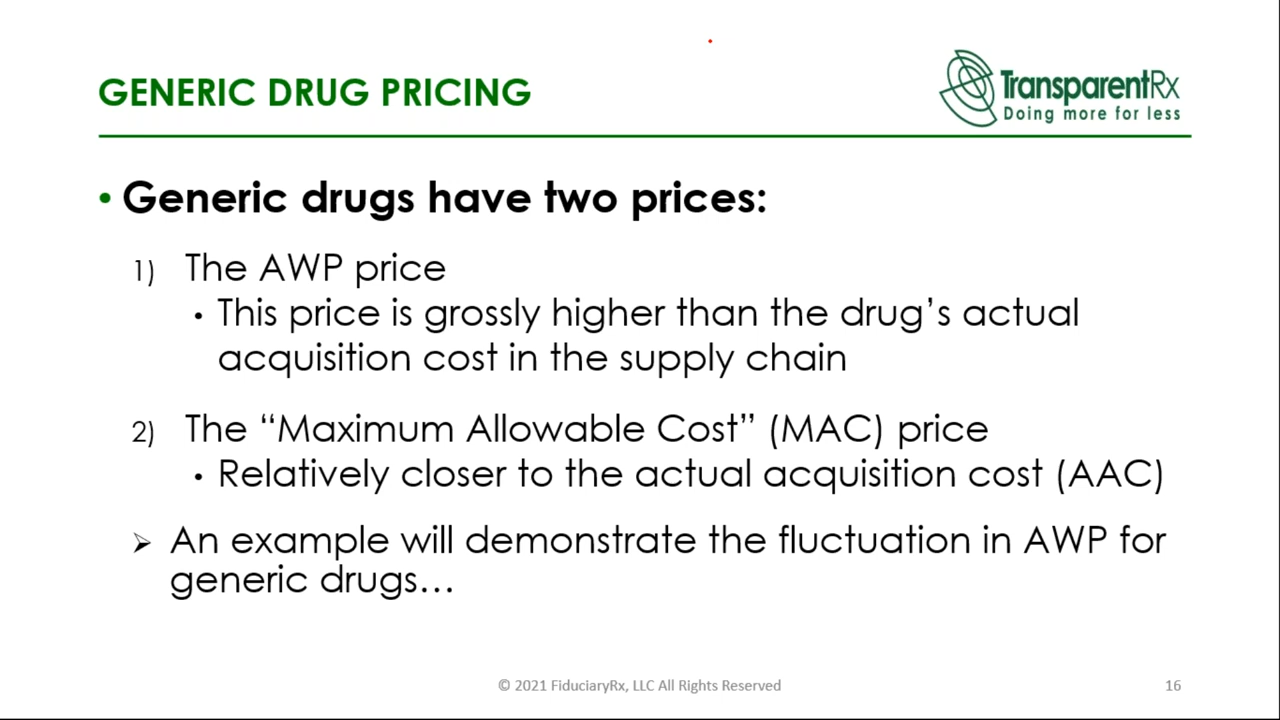 GENERIC DRUG PRICING
TransparentRx
Doing more for less
• Generic drugs have two prices:
1) The AWP price
• This price is grossly higher than the drug’s actual
acquisition cost in the supply chain
2) The “Maximum Allowable Cost” (MAC) price
• Relatively closer to the actual acquisition cost (AAC)
➢ An example will demonstrate the fluctuation in AWP for
generic drugs…
© 2021 FiduciaryRx, LLC All Rights Reserved
16